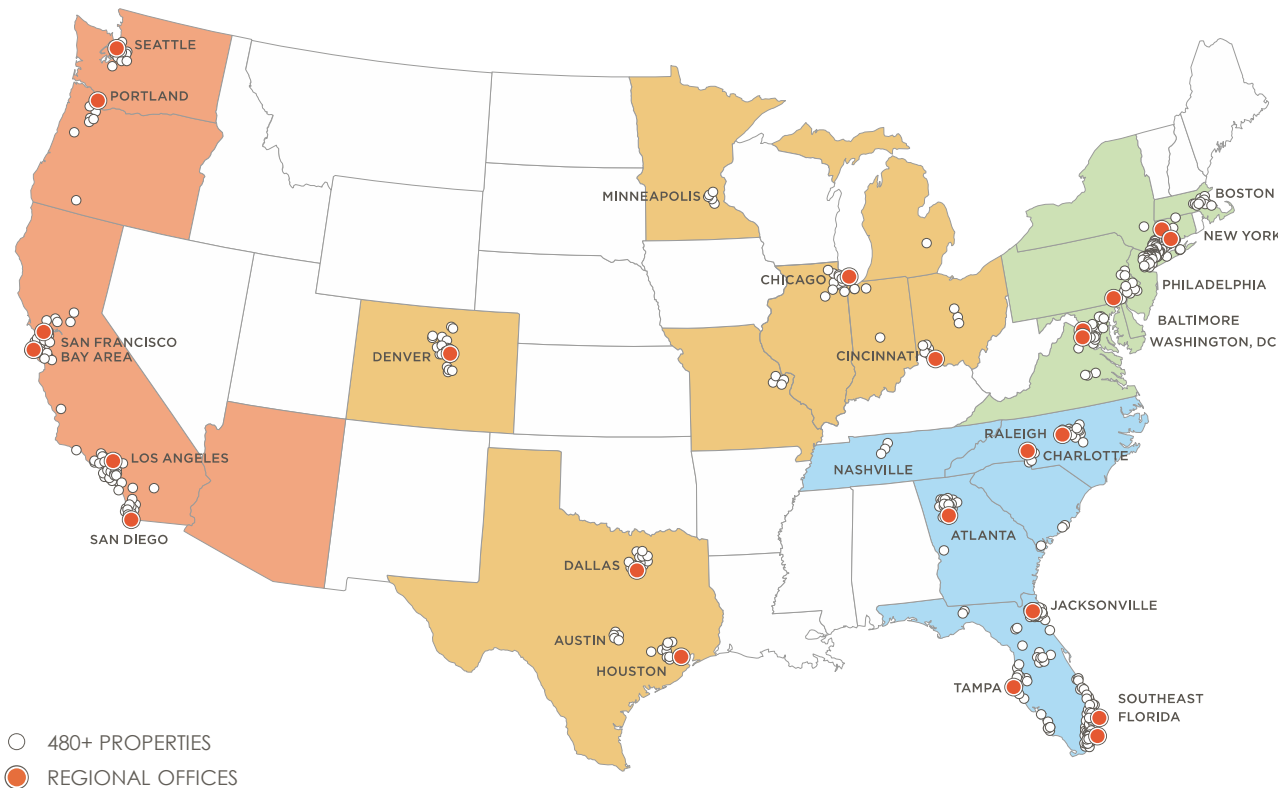 SEATTLE
PORTLAND
MINNEAPOLIS
BOSTON
NEW YORK
CHICAGO
PHILADELPHIA
BALTIMORE
WASHINGTON, DC
SAN FRANCISCO
BAY AREA
DENVER
CINCINNATI
RALEIGH
CHARLOTTE
LOS ANGELES
NASHVILLE
SAN DIEGO
ATLANTA
DALLAS
JACKSONVILLE
AUSTIN
HOUSTON
TAMPA
SOUTHEAST
FLORIDA
480+ PROPERTIES
REGIONAL OFFICES